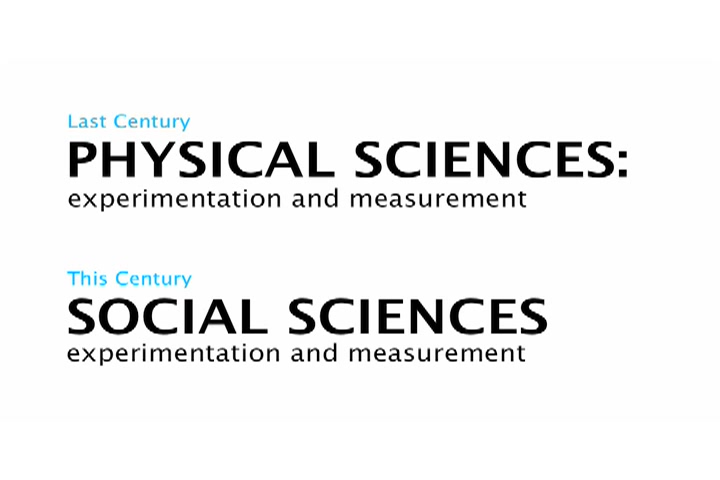 Last Century
PHYSICAL SCIENCES:
experimentation and measurement
This Century
SOCIAL SCIENCES
experimentation and measurement